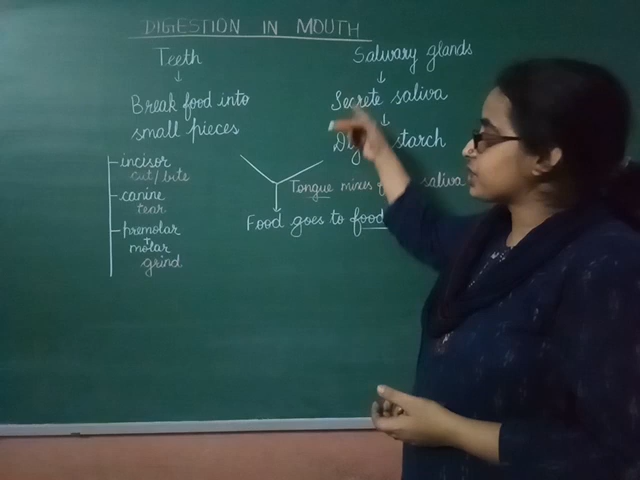 DIGESTION IN MOUTH
Teeth
↓
Break food into
small pieces
incisor
cut/bite
canine
tear
premolar
+
molar
grind
Salivary glands
↓
Secrete saliva
↓
starch
Tongue mixes saliva
Food goes to food